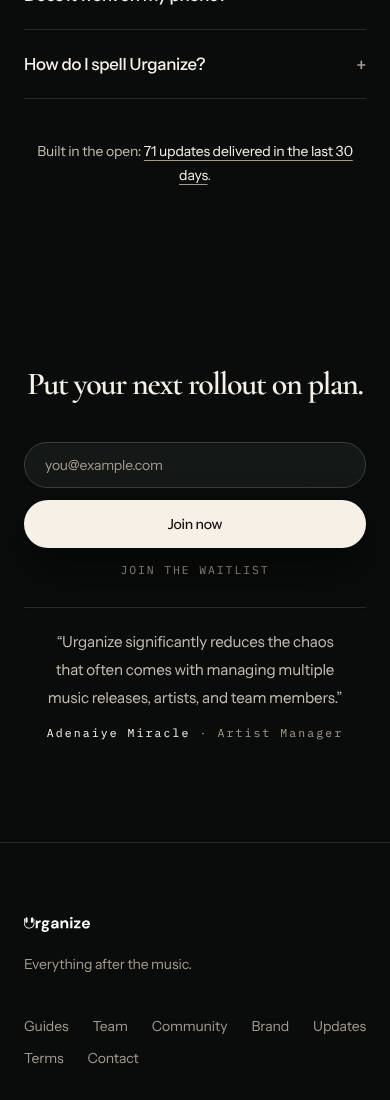 How do I spell Urganize?
+
Built in the open: 71 updates delivered in the last 30
days.
Put your next rollout on plan.
you@example.com
Join now
JOIN THE WAITLIST
“Urganize significantly reduces the chaos
that often comes with managing multiple
music releases, artists, and team members.”
Adenaiye Miracle · Artist Manager
Urganize
Everything after the music.
Guides Team Community Brand Updates
Terms Contact